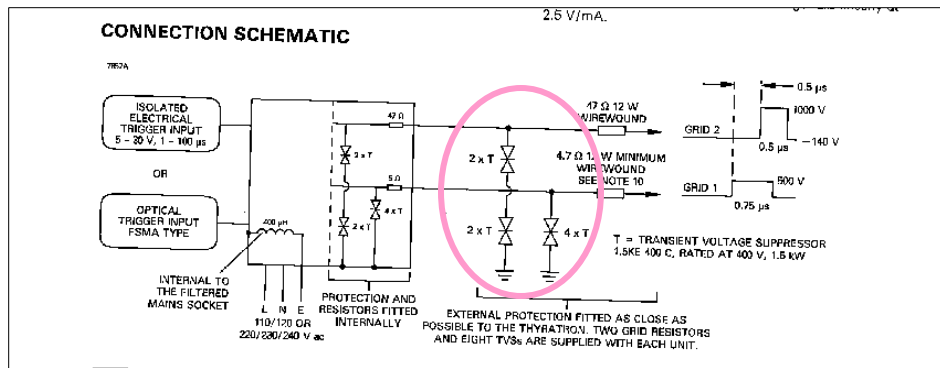 2.5 V/mA.
CONNECTION SCHEMATIC
7857A
ISOLATED
ELECTRICAL
TRIGGER INPUT
5 – 20 V, 1 – 100 µs
OR
OPTICAL
TRIGGER INPUT
FSMA TYPE
400 µH
INTERNAL TO
THE FILTERED
MAINS SOCKET
L N E
110/120 OR
220/230/240 V ac
47 Ω
2 x T
5 Ω
2 x T
4 x T
PROTECTION AND
RESISTORS FITTED
INTERNALLY
2 x T
2 x T
4 x T
47 Ω 12 W
WIREWOUND
4.7 Ω 12 W MINIMUM
WIREWOUND
SEE NOTE 10
EXTERNAL PROTECTION FITTED AS CLOSE AS
POSSIBLE TO THE THYRATRON. TWO GRID RESISTORS
AND EIGHT TVSs ARE SUPPLIED WITH EACH UNIT.
0.5 µs
1000 V
GRID 2
–140 V
0.5 µs
GRID 1
0.75 µs
T = TRANSIENT VOLTAGE SUPPRESSOR
1.5KE 400 C, RATED AT 400 V, 1.5 kW